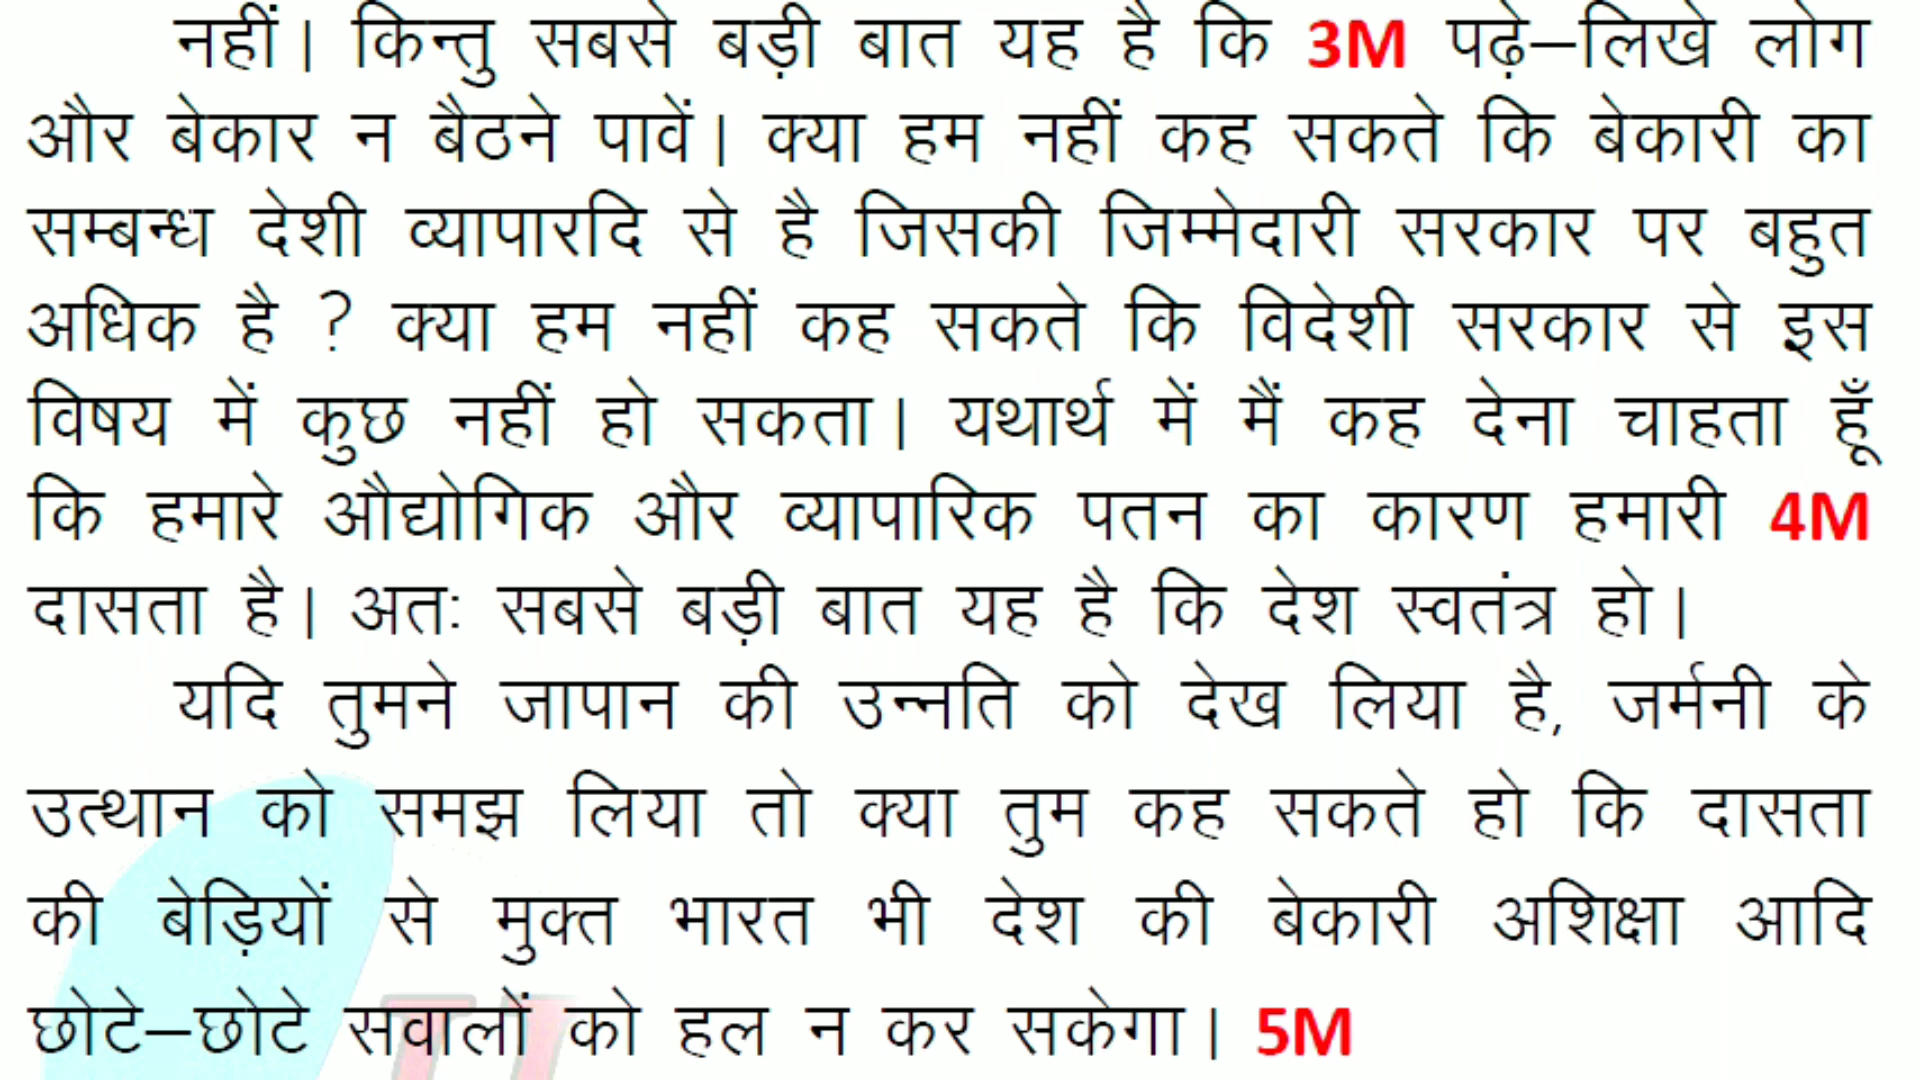 नहीं। किन्तु सबसे बड़ी बात यह है कि 3M पढ़े–लिखे लोग
और बेकार न बैठने पावें। क्या हम नहीं कह सकते कि बेकारी का
सम्बन्ध देशी व्यापारदि से है जिसकी जिम्मेदारी सरकार पर बहुत
अधिक है ? क्या हम नहीं कह सकते कि विदेशी सरकार से इस
विषय में कुछ नहीं हो सकता। यथार्थ में मैं कह देना चाहता हूँ
कि हमारे औद्योगिक और व्यापारिक पतन का कारण हमारी 4M
दासता है। अतः सबसे बड़ी बात यह है कि देश स्वतंत्र हो।
यदि तुमने जापान की उन्नति को देख लिया है, जर्मनी के
उत्थान को समझ लिया तो क्या तुम कह सकते हो कि दासता
की बेड़ियों से मुक्त भारत भी देश की बेकारी अशिक्षा आदि
छोटे–छोटे सवालों को हल न कर सकेगा। 5M